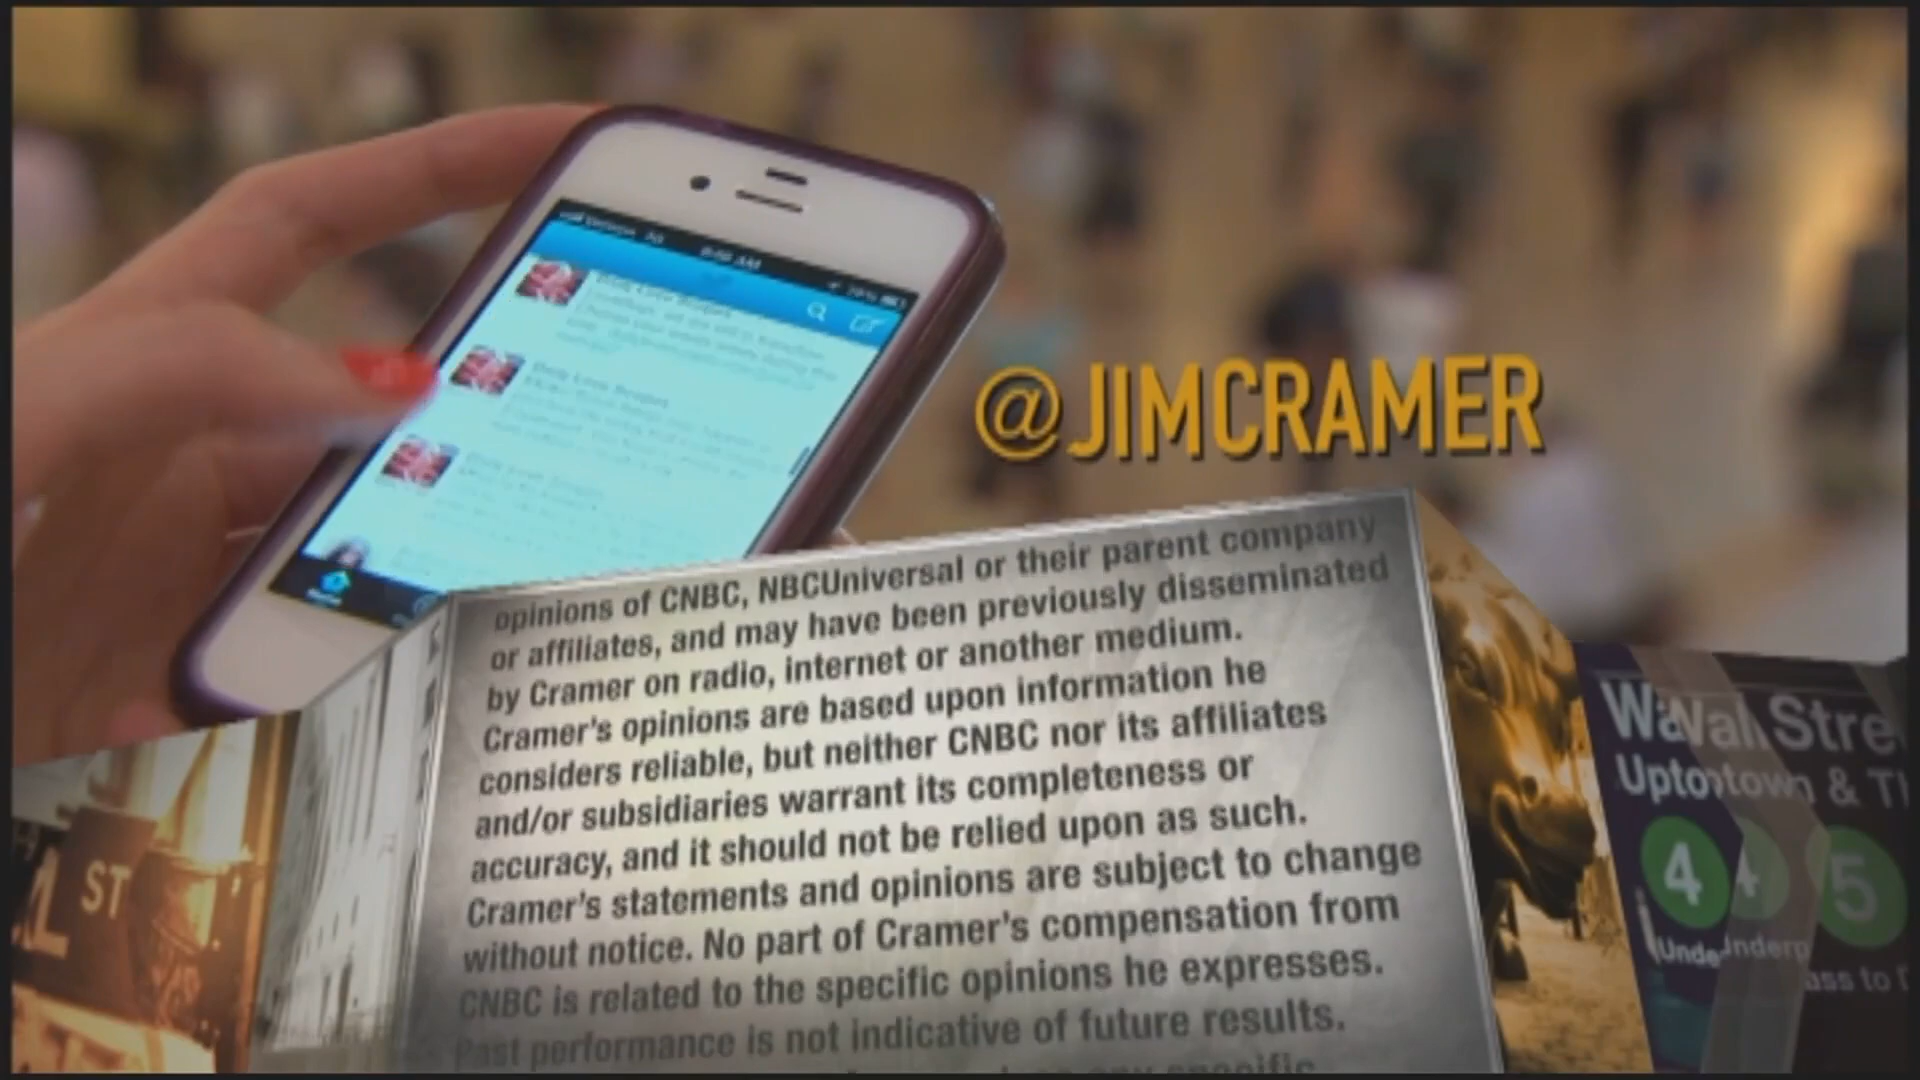 @JIMCRAMER
opinions of CNBC, NBCUniversal or their parent company
or affiliates, and may have been previously disseminated
by Cramer on radio, internet or another medium.
Cramer's opinions are based upon information he
considers reliable, but neither CNBC nor its affiliates
and/or subsidiaries warrant its completeness or
accuracy, and it should not be relied upon as such.
Cramer's statements and opinions are subject to change
without notice. No part of Cramer's compensation from
CNBC is related to the specific opinions he expresses.
Past performance is not indicative of future results.
specific
ST
Wall Stre
Uptown & Th
4 4 5